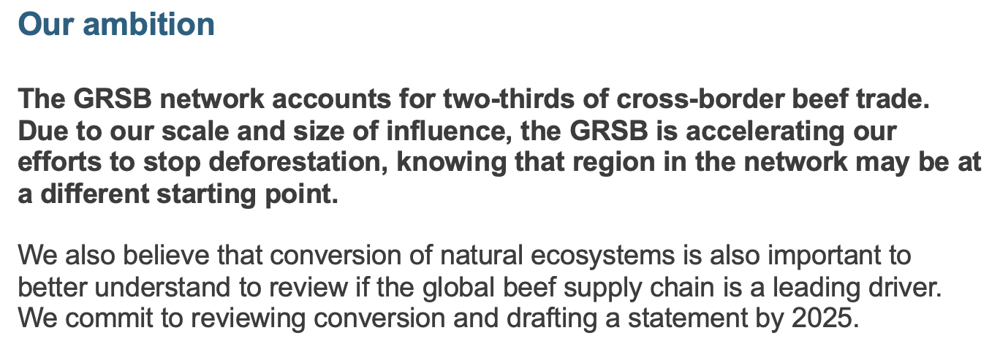 Our ambition
The GRSB network accounts for two-thirds of cross-border beef trade.
Due to our scale and size of influence, the GRSB is accelerating our
efforts to stop deforestation, knowing that region in the network may be at
a different starting point.
We also believe that conversion of natural ecosystems is also important to
better understand to review if the global beef supply chain is a leading driver.
We commit to reviewing conversion and drafting a statement by 2025.